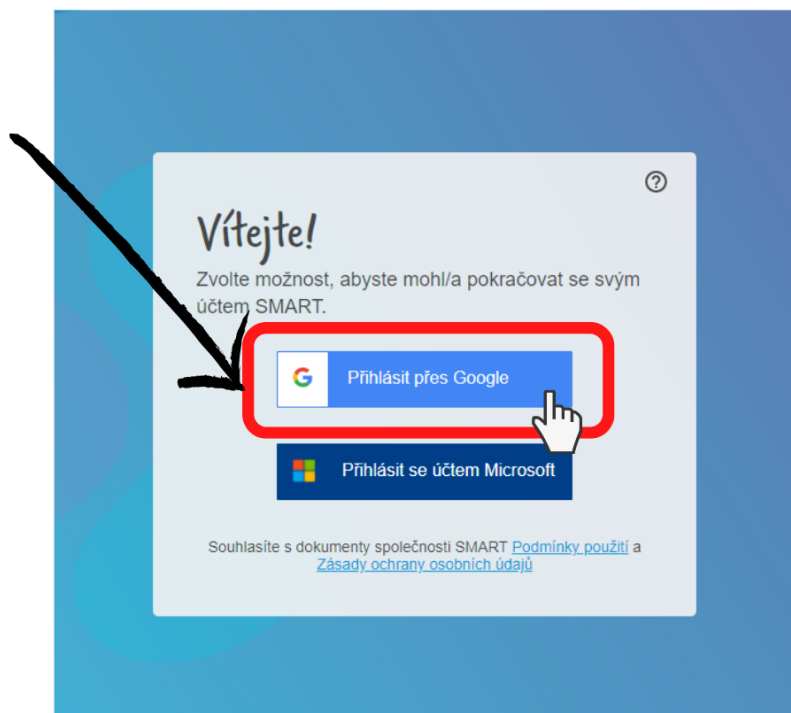 Vítejte!
Zvolte možnost, abyste mohl/a pokračovat se svým
účtem SMART.
Přihlásit přes Google
Přihlásit se účtem Microsoft
Souhlasíte s dokumenty společnosti SMART Podmínky použití a
Zásady ochrany osobních údajů